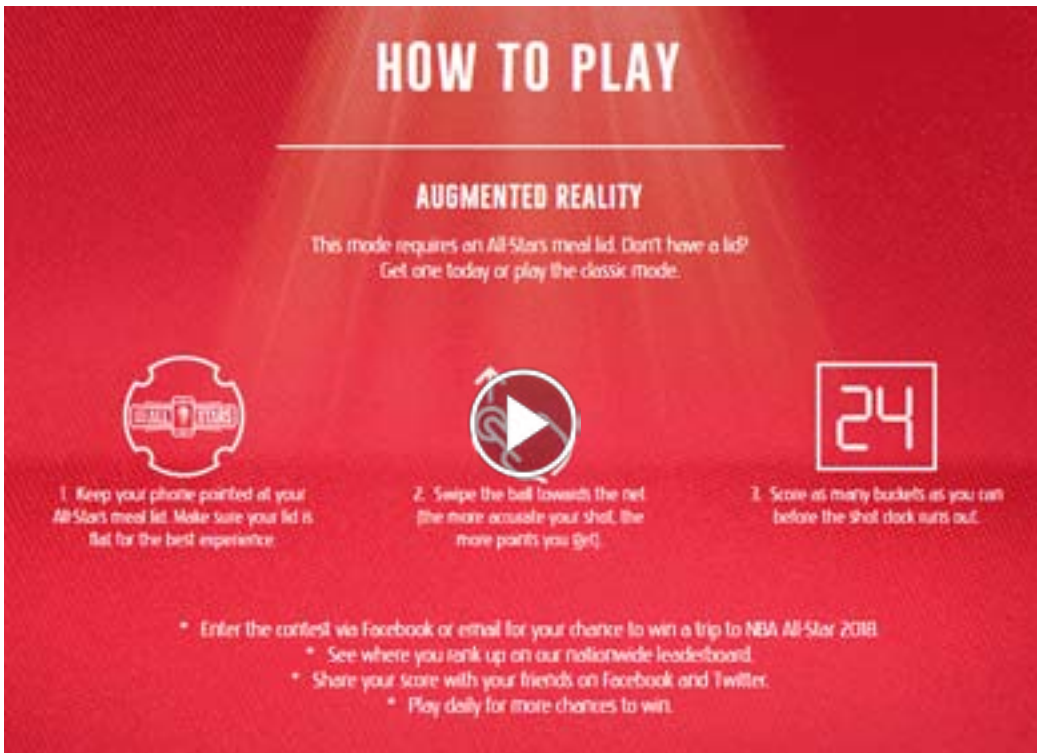 HOW TO PLAY
AUGMENTED REALITY
This mode requires an All-Stars meal lid. Don't have a lid?
Get one today or play the classic mode.
STARS
24
1. Keep your phone pointed at your
All-Stars meal lid. Make sure your lid is
flat for the best experience.
2. Swipe the ball towards the net
(the more accurate your shot, the
more points you get).
3. Score as many buckets as you can
before the shot clock runs out.
* Enter the contest via Facebook or email for your chance to win a trip to NBA All-Star 2018.
* See where you rank up on our nationwide leaderboard.
* Share your score with your friends on Facebook and Twitter.
* Play daily for more chances to win.